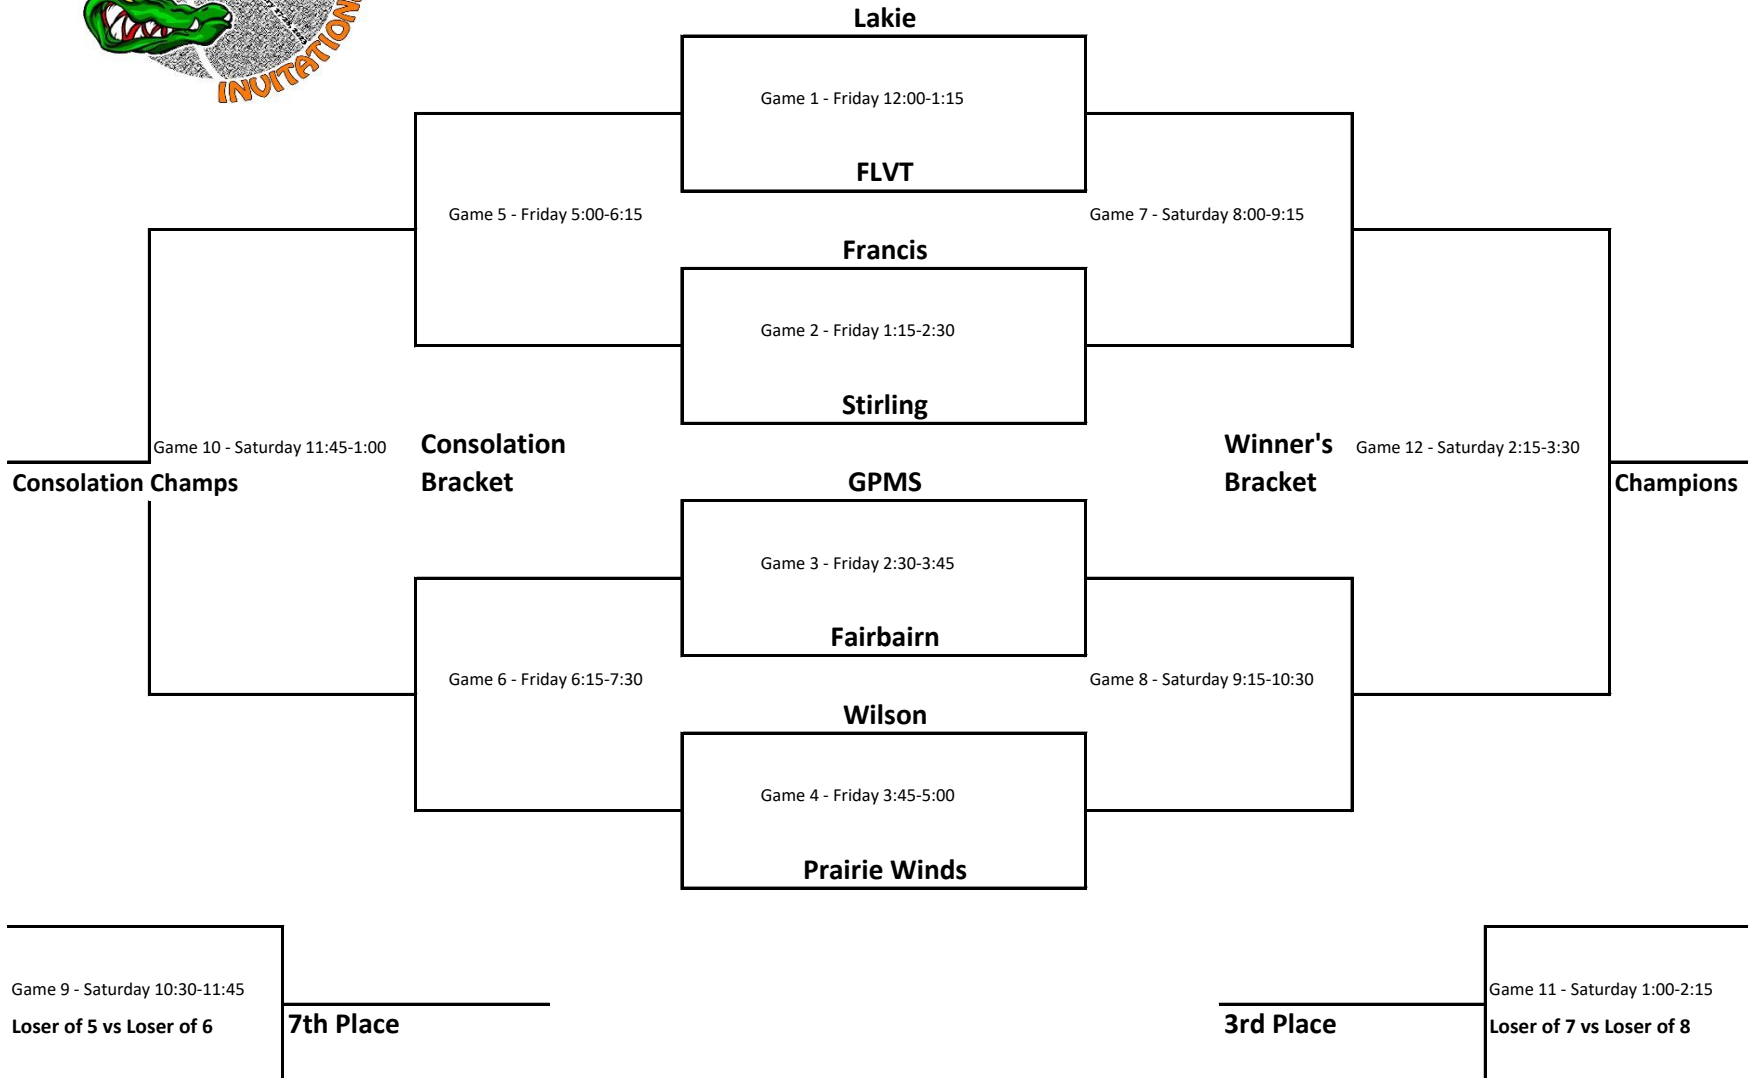 INVITATION
Lakie
Game 1 - Friday 12:00-1:15
FLVT
Game 5 - Friday 5:00-6:15
Game 7 - Saturday 8:00-9:15
Francis
Game 2 - Friday 1:15-2:30
Stirling
Game 10 - Saturday 11:45-1:00
Consolation
Bracket
Winner's
Bracket
Game 12 - Saturday 2:15-3:30
Consolation Champs
GPMS
Champions
Game 3 - Friday 2:30-3:45
Fairbairn
Game 6 - Friday 6:15-7:30
Game 8 - Saturday 9:15-10:30
Wilson
Game 4 - Friday 3:45-5:00
Prairie Winds
Game 9 - Saturday 10:30-11:45
Loser of 5 vs Loser of 6
7th Place
3rd Place
Game 11 - Saturday 1:00-2:15
Loser of 7 vs Loser of 8